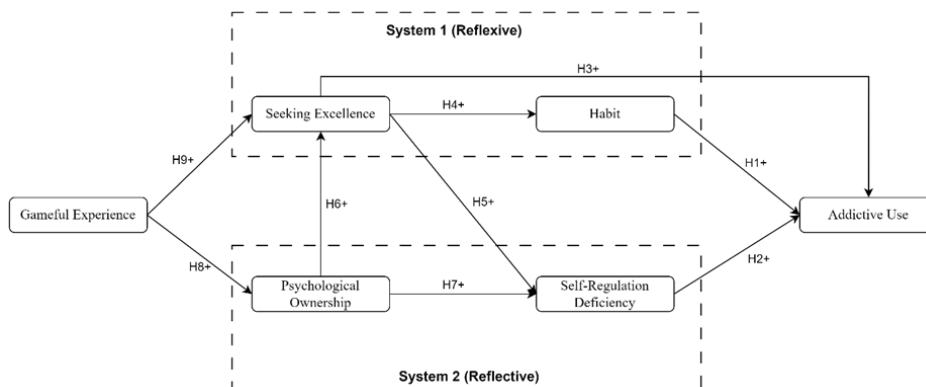 System 1 (Reflexive)
H3+
Seeking Excellence
H4+
Habit
H9+
H1+
H6+
H5+
Gameful Experience
Addictive Use
H8+
H2+
Psychological
Ownership
H7+
Self-Regulation
Deficiency
System 2 (Reflective)